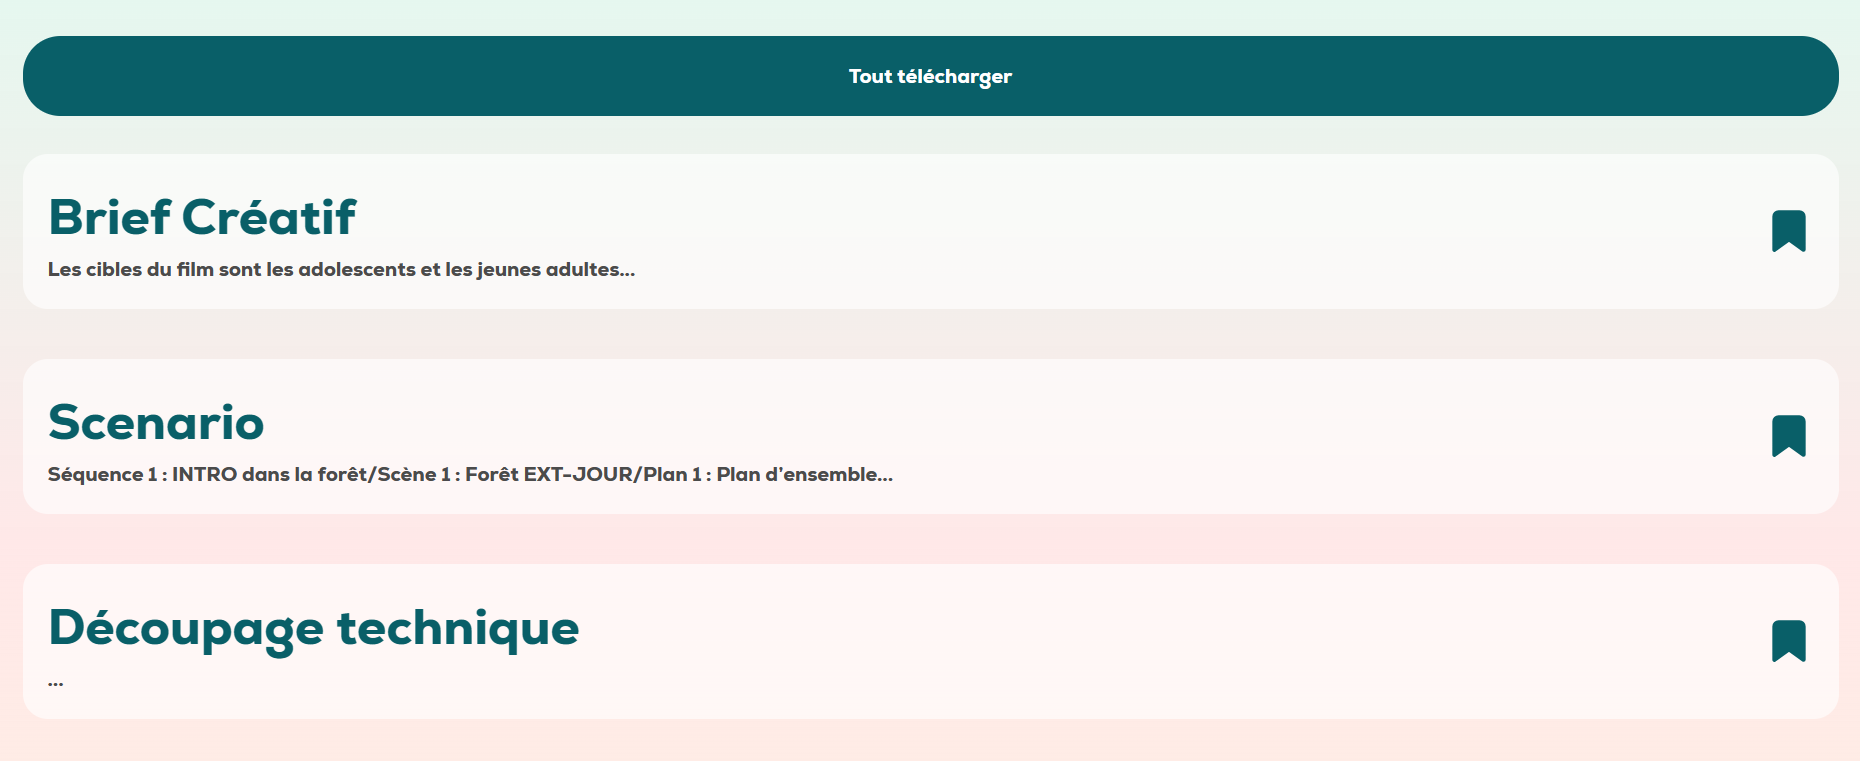 Tout télécharger
Brief Créatif
Les cibles du film sont les adolescents et les jeunes adultes...
Scenario
Séquence 1 : INTRO dans la forêt/Scène 1 : Forêt EXT-JOUR/Plan 1 : Plan d’ensemble...
Découpage technique
...